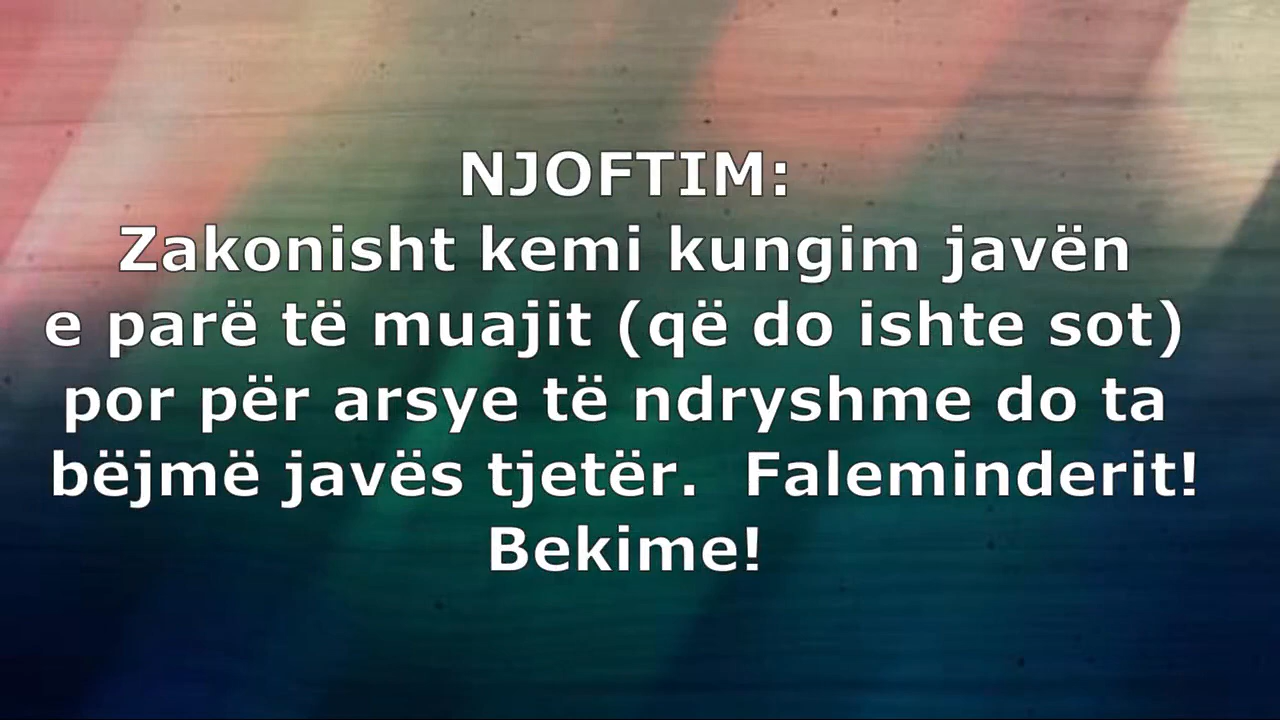 NJOFTIM:
Zakonisht kemi kungim javën
e parë të muajit (që do ishte sot)
por për arsye të ndryshme do ta
bëjmë javës tjetër.  Faleminderit!
Bekime!